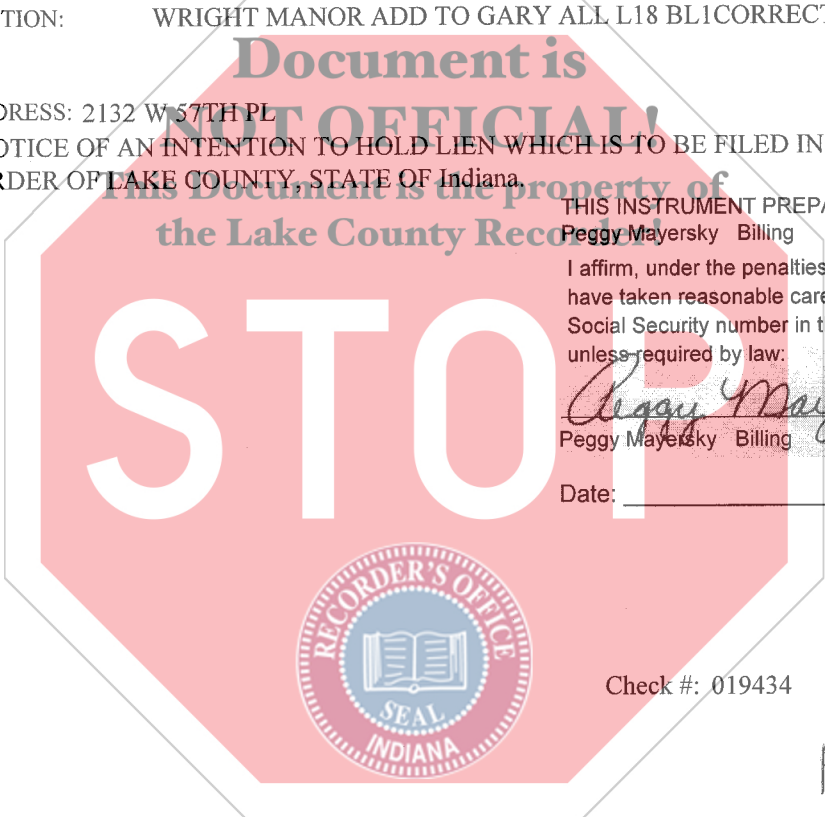 TION: WRIGHT MANOR ADD TO GARY ALL L18 BL1CORRECT
Document is
DRESS: 2132 W 57TH PL
NOT OFFICIAL!
OTICE OF AN INTENTION TO HOLD LIEN WHICH IS TO BE FILED IN
RDER OF LAKE COUNTY, STATE OF Indiana.
This Document is the property of
the Lake County Recorder!
THIS INSTRUMENT PREPA
Peggy Mayersky Billing
I affirm, under the penalties
have taken reasonable care
Social Security number in t
unless required by law:
Peggy May
Peggy Mayersky Billing
Date:
STOP
RECORDER'S OFFICE
SEAL
INDIANA
Check #: 019434